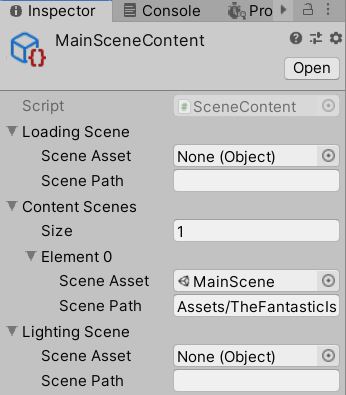 Inspector Console Pro
MainSceneContent
Open
Script SceneContent
Loading Scene
Scene Asset None (Object)
Scene Path
Content Scenes
Size 1
Element 0
Scene Asset MainScene
Scene Path Assets/TheFantasticIs
Lighting Scene
Scene Asset None (Object)
Scene Path